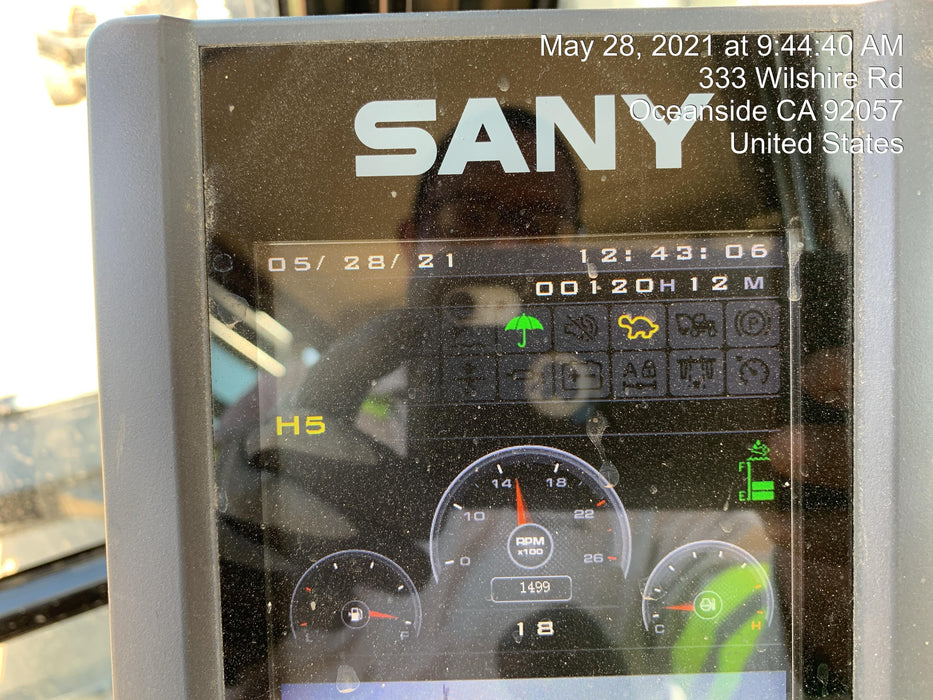 May 28, 2021 at 9:44:40 AM
333 Wilshire Rd
Oceanside CA 92057
United States
SANY
05/ 28/ 21 12: 43: 06
00120H 12 M
P
A
H5
F
E
14 18
10 22
RPM
x100
0 26
1499
18
E F
C H